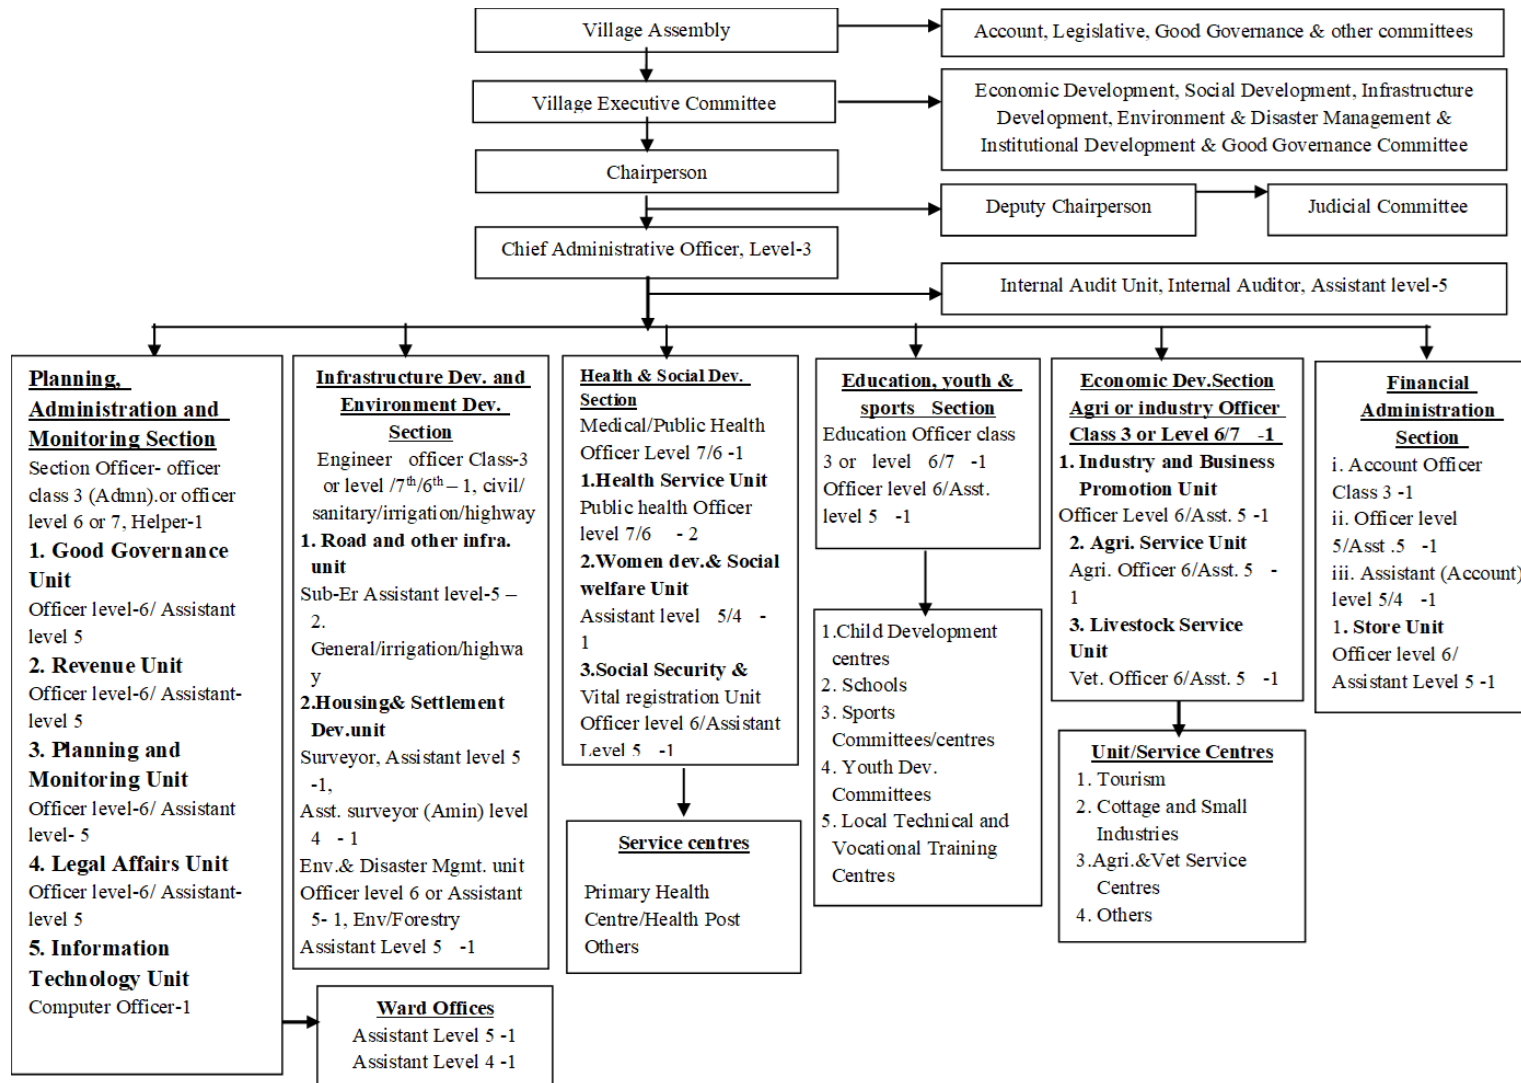 Village Assembly
Account, Legislative, Good Governance & other committees
Village Executive Committee
Economic Development, Social Development, Infrastructure
Development, Environment & Disaster Management &
Institutional Development & Good Governance Committee
Chairperson
Deputy Chairperson
Judicial Committee
Chief Administrative Officer, Level-3
Internal Audit Unit, Internal Auditor, Assistant level-5
Planning,
Administration and
Monitoring Section
Section Officer- officer
class 3 (Admn).or officer
level 6 or 7, Helper-1
1. Good Governance
Unit
Officer level-6/ Assistant
level 5
2. Revenue Unit
Officer level-6/ Assistant-
level 5
3. Planning and
Monitoring Unit
Officer level-6/ Assistant
level- 5
4. Legal Affairs Unit
Officer level-6/ Assistant-
level 5
5. Information
Technology Unit
Computer Officer-1
Infrastructure Dev. and
Environment Dev.
Section
Engineer officer Class-3
or level /7th/6th – 1, civil/
sanitary/irrigation/highway
1. Road and other infra.
unit
Sub-Er Assistant level-5 –
2.
General/irrigation/highwa
y
2.Housing& Settlement
Dev.unit
Surveyor, Assistant level 5
-1,
Asst. surveyor (Amin) level
4 - 1
Env.& Disaster Mgmt. unit
Officer level 6 or Assistant
5- 1, Env/Forestry
Assistant Level 5 -1
Ward Offices
Assistant Level 5 -1
Assistant Level 4 -1
Health & Social Dev.
Section
Medical/Public Health
Officer Level 7/6 -1
1.Health Service Unit
Public health Officer
level 7/6 - 2
2.Women dev.& Social
welfare Unit
Assistant level 5/4 -
1
3.Social Security &
Vital registration Unit
Officer level 6/Assistant
Level 5 -1
Service centres
Primary Health
Centre/Health Post
Others
Education, youth &
sports Section
Education Officer class
3 or level 6/7 -1
Officer level 6/Asst.
level 5 -1
1.Child Development
centres
2. Schools
3. Sports
Committees/centres
4. Youth Dev.
Committees
5. Local Technical and
Vocational Training
Centres
Economic Dev.Section
Agri or industry Officer
Class 3 or Level 6/7 -1
1. Industry and Business
Promotion Unit
Officer Level 6/Asst. 5 -1
2. Agri. Service Unit
Agri. Officer 6/Asst. 5 -
1
3. Livestock Service
Unit
Vet. Officer 6/Asst. 5 -1
Unit/Service Centres
1. Tourism
2. Cottage and Small
Industries
3.Agri.&Vet Service
Centres
4. Others
Financial
Administration
Section
i. Account Officer
Class 3 -1
ii. Officer level
5/Asst .5 -1
iii. Assistant (Account)
level 5/4 -1
1. Store Unit
Officer level 6/
Assistant Level 5 -1